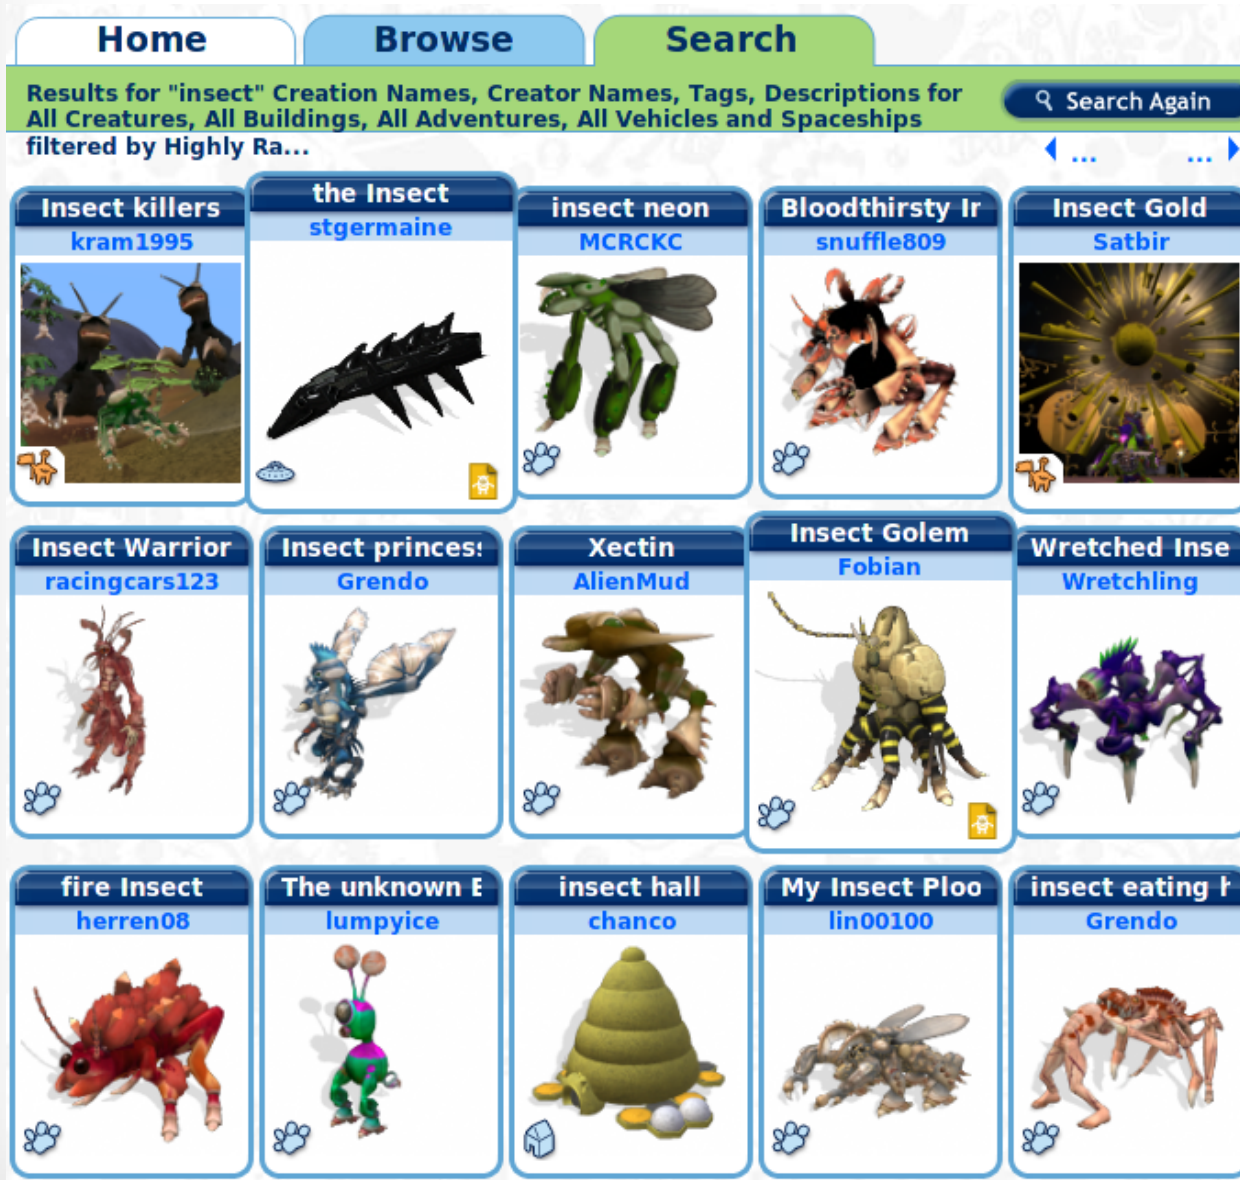 Home
Browse
Search
Results for "insect" Creation Names, Creator Names, Tags, Descriptions for
All Creatures, All Buildings, All Adventures, All Vehicles and Spaceships
filtered by Highly Ra...
Search Again
... ...
Insect killers
kram1995
the Insect
stgermaine
insect neon
MCRCKC
Bloodthirsty Ir
snuffle809
Insect Gold
Satbir
Insect Warrior
racingcars123
Insect princess
Grendo
Xectin
AlienMud
Insect Golem
Fobian
Wretched Inse
Wretchling
fire Insect
herren08
The unknown E
lumpyice
insect hall
chanco
My Insect Ploo
lin00100
insect eating h
Grendo